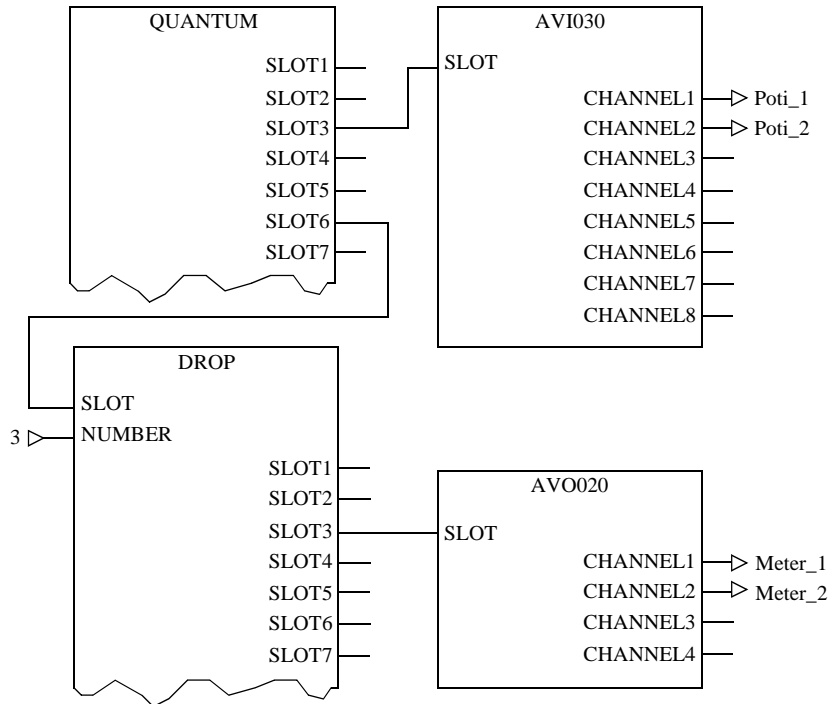 QUANTUM
SLOT1
SLOT2
SLOT3
SLOT4
SLOT5
SLOT6
SLOT7
AVI030
SLOT
CHANNEL1
CHANNEL2
CHANNEL3
CHANNEL4
CHANNEL5
CHANNEL6
CHANNEL7
CHANNEL8
Poti_1
Poti_2
DROP
SLOT
3
NUMBER
SLOT1
SLOT2
SLOT3
SLOT4
SLOT5
SLOT6
SLOT7
AVO020
SLOT
CHANNEL1
CHANNEL2
CHANNEL3
CHANNEL4
Meter_1
Meter_2